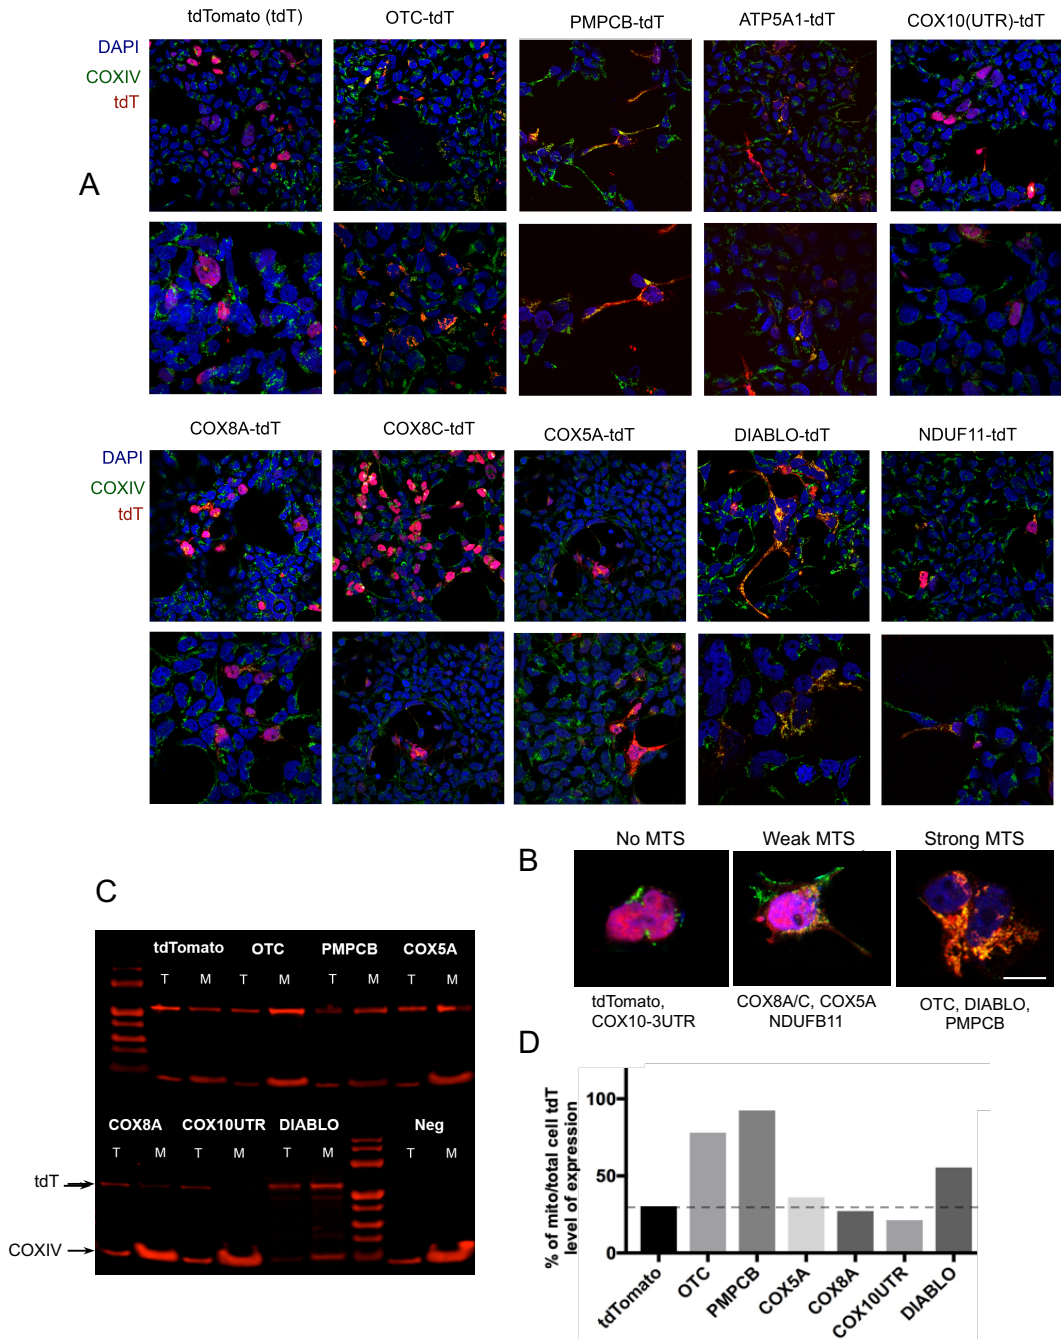 tdTomato (tdT) OTC-tdT PMPCB-tdT ATP5A1-tdT COX10(UTR)-tdT
DAPI
COXIV
tdT
A
COX8A-tdT COX8C-tdT COX5A-tdT DIABLO-tdT NDUF11-tdT
DAPI
COXIV
tdT
B
No MTS Weak MTS Strong MTS
tdTomato, COX8A/C, COX5A OTC, DIABLO,
COX10-3UTR NDUFB11 PMPCB
C
tdTomato OTC PMPCB COX5A
T M T M T M T M
COX8A COX10UTR DIABLO Neg
T M T M T M T M
tdT
COXIV
D
% of mito/total cell tdT
level of expression
100
50
0
tdTomato
OTC
PMPCB
COX5A
COX8A
COX10UTR
DIABLO